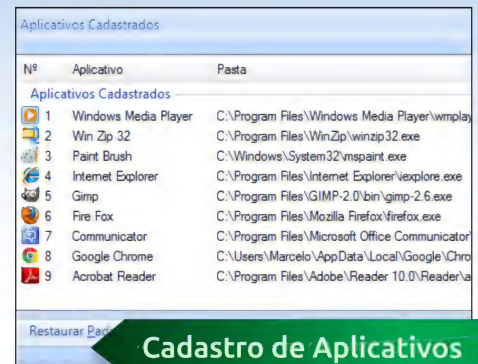 Aplicativos Cadastrados
Nº Aplicativo Pasta
Aplicativos Cadastrados
1 Windows Media Player C:\Program Files\Windows Media Player\wmplay
2 Win Zip 32 C:\Program Files\WinZip\winzip32.exe
3 Paint Brush C:\Windows\System32\mspaint.exe
4 Internet Explorer C:\Program Files\Internet Explorer\iexplore.exe
5 Gimp C:\Program Files\GIMP-2.0\bin\gimp-2.6.exe
6 Fire Fox C:\Program Files\Mozilla Firefox\firefox.exe
7 Communicator C:\Program Files\Microsoft Office Communicator\
8 Google Chrome C:\Users\Marcelo\AppData\Local\Google\Chro
9 Acrobat Reader C:\Program Files\Adobe\Reader 10.0\Reader\a
Restaurar
Cadastro de Aplicativos